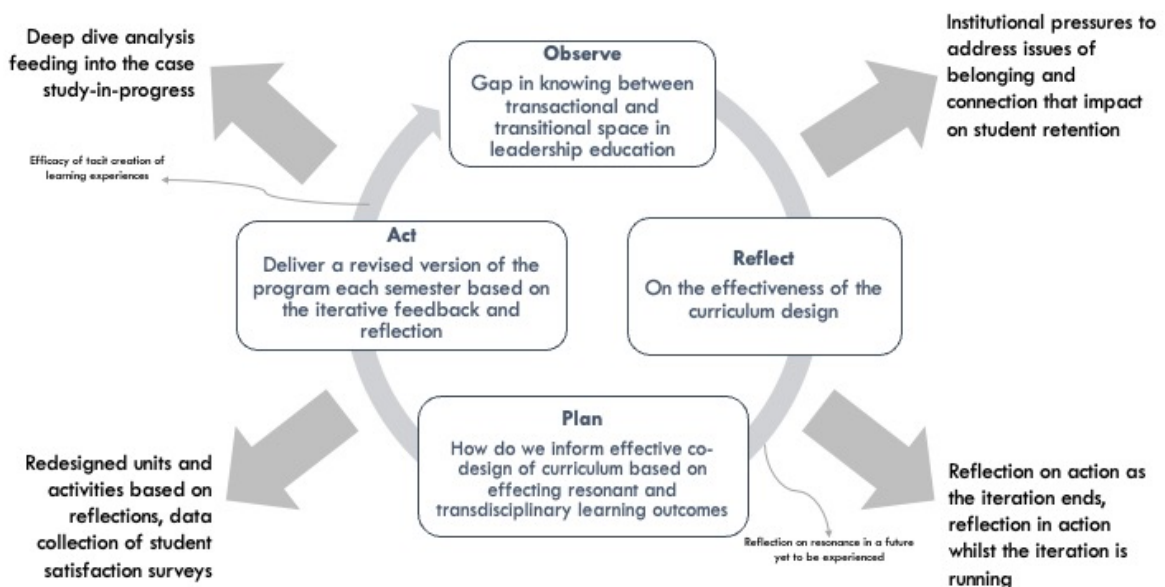 Deep dive analysis
feeding into the case
study-in-progress
Efficacy of tacit creation of
learning experiences
Observe
Gap in knowing between
transactional and
transitional space in
leadership education
Institutional pressures to
address issues of
belonging and
connection that impact
on student retention
Act
Deliver a revised version of the
program each semester based on
the iterative feedback and
reflection
Reflect
On the effectiveness of the
curriculum design
Plan
How do we inform effective co-
design of curriculum based on
effecting resonant and
transdisciplinary learning outcomes
Redesigned units and
activities based on
reflections, data
collection of student
satisfaction surveys
Reflection on resonance in a future
yet to be experienced
Reflection on action as
the iteration ends,
reflection in action
whilst the iteration is
running